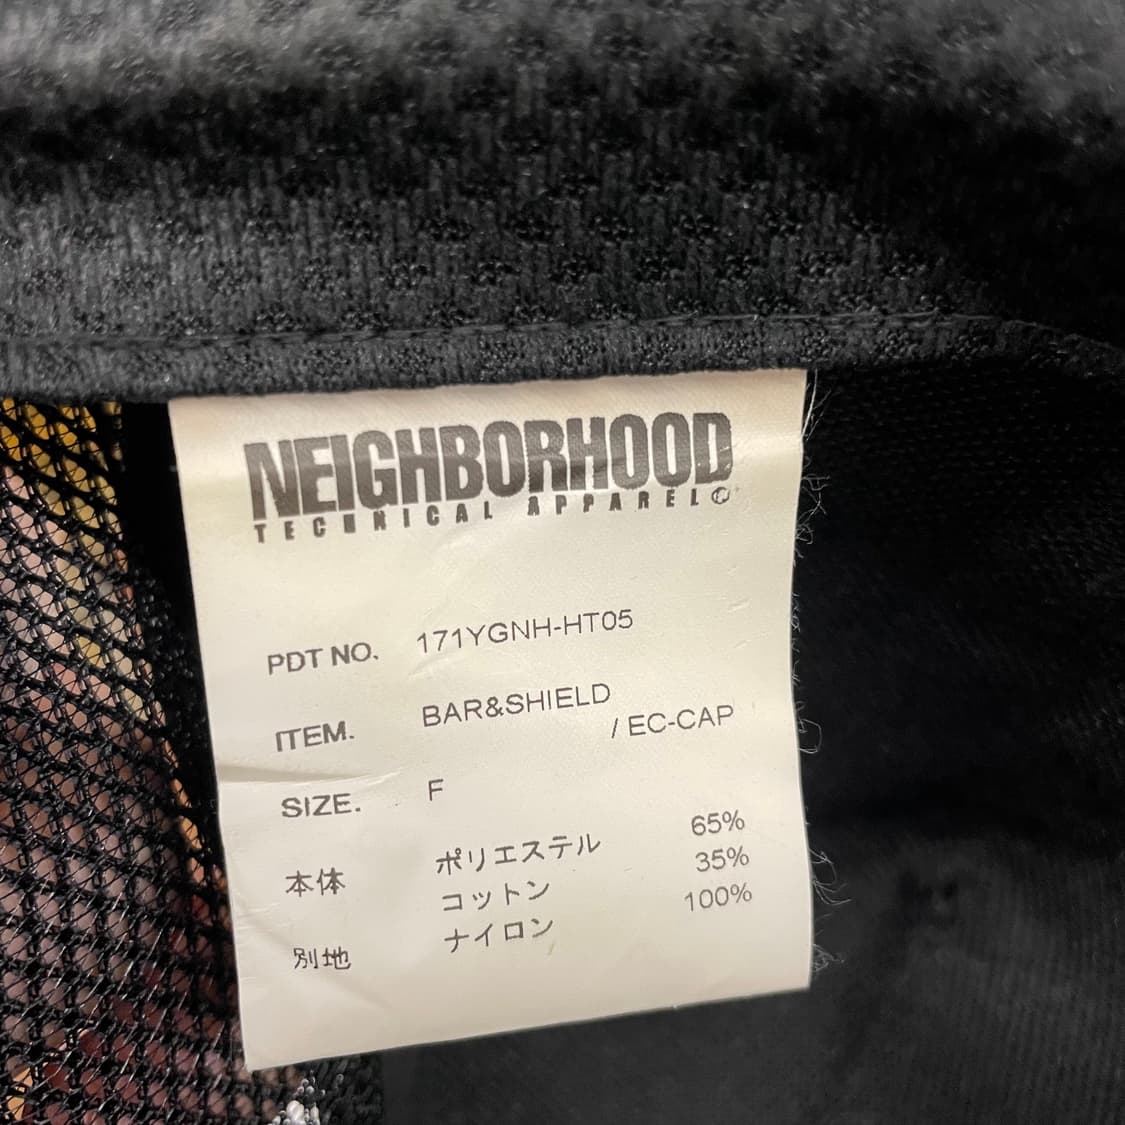 NEIGHBORHOOD
TECHNICAL APPAREL©
PDT NO. 171YGNH-HT05
ITEM. BAR&SHIELD
/ EC-CAP
SIZE. F
本体 ポリエステル 65%
コットン 35%
別地 ナイロン 100%